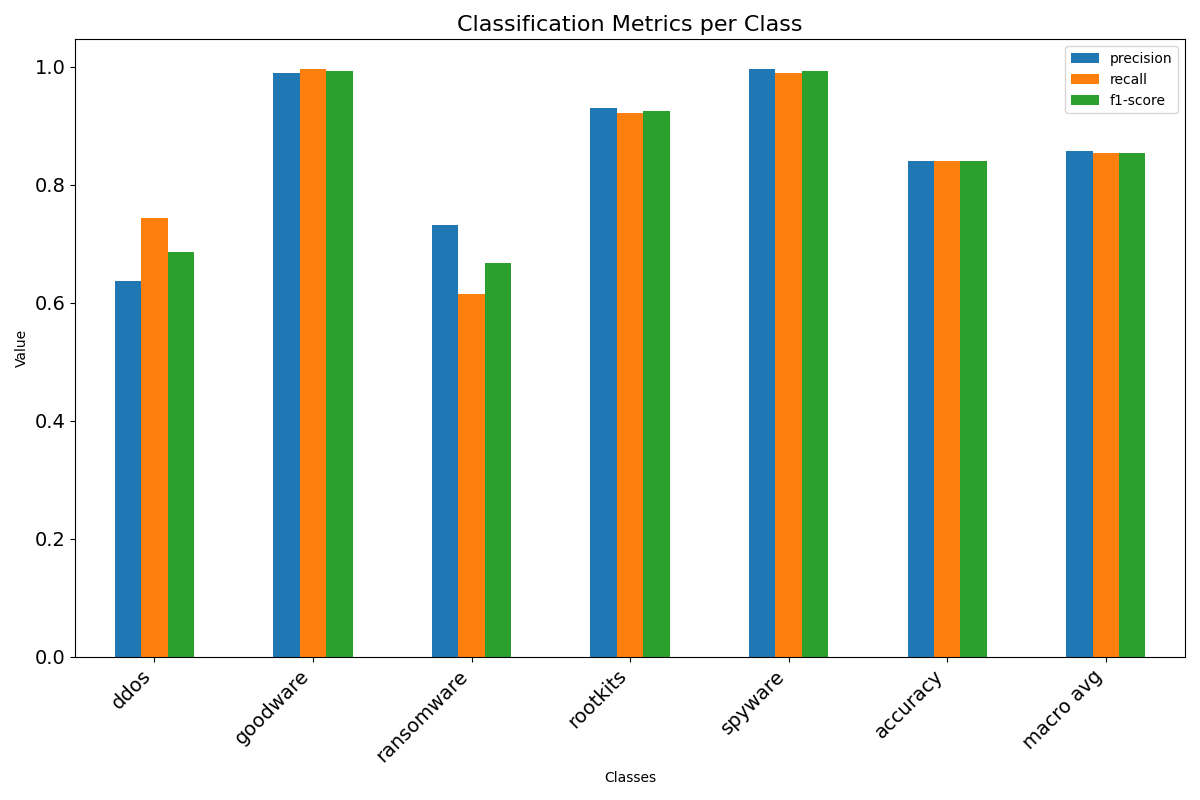 Classification Metrics per Class
precision
recall
f1-score
1.0
0.8
0.6
0.4
0.2
0.0
Value
ddos
goodware
ransomware
rootkits
spyware
accuracy
macro avg
Classes